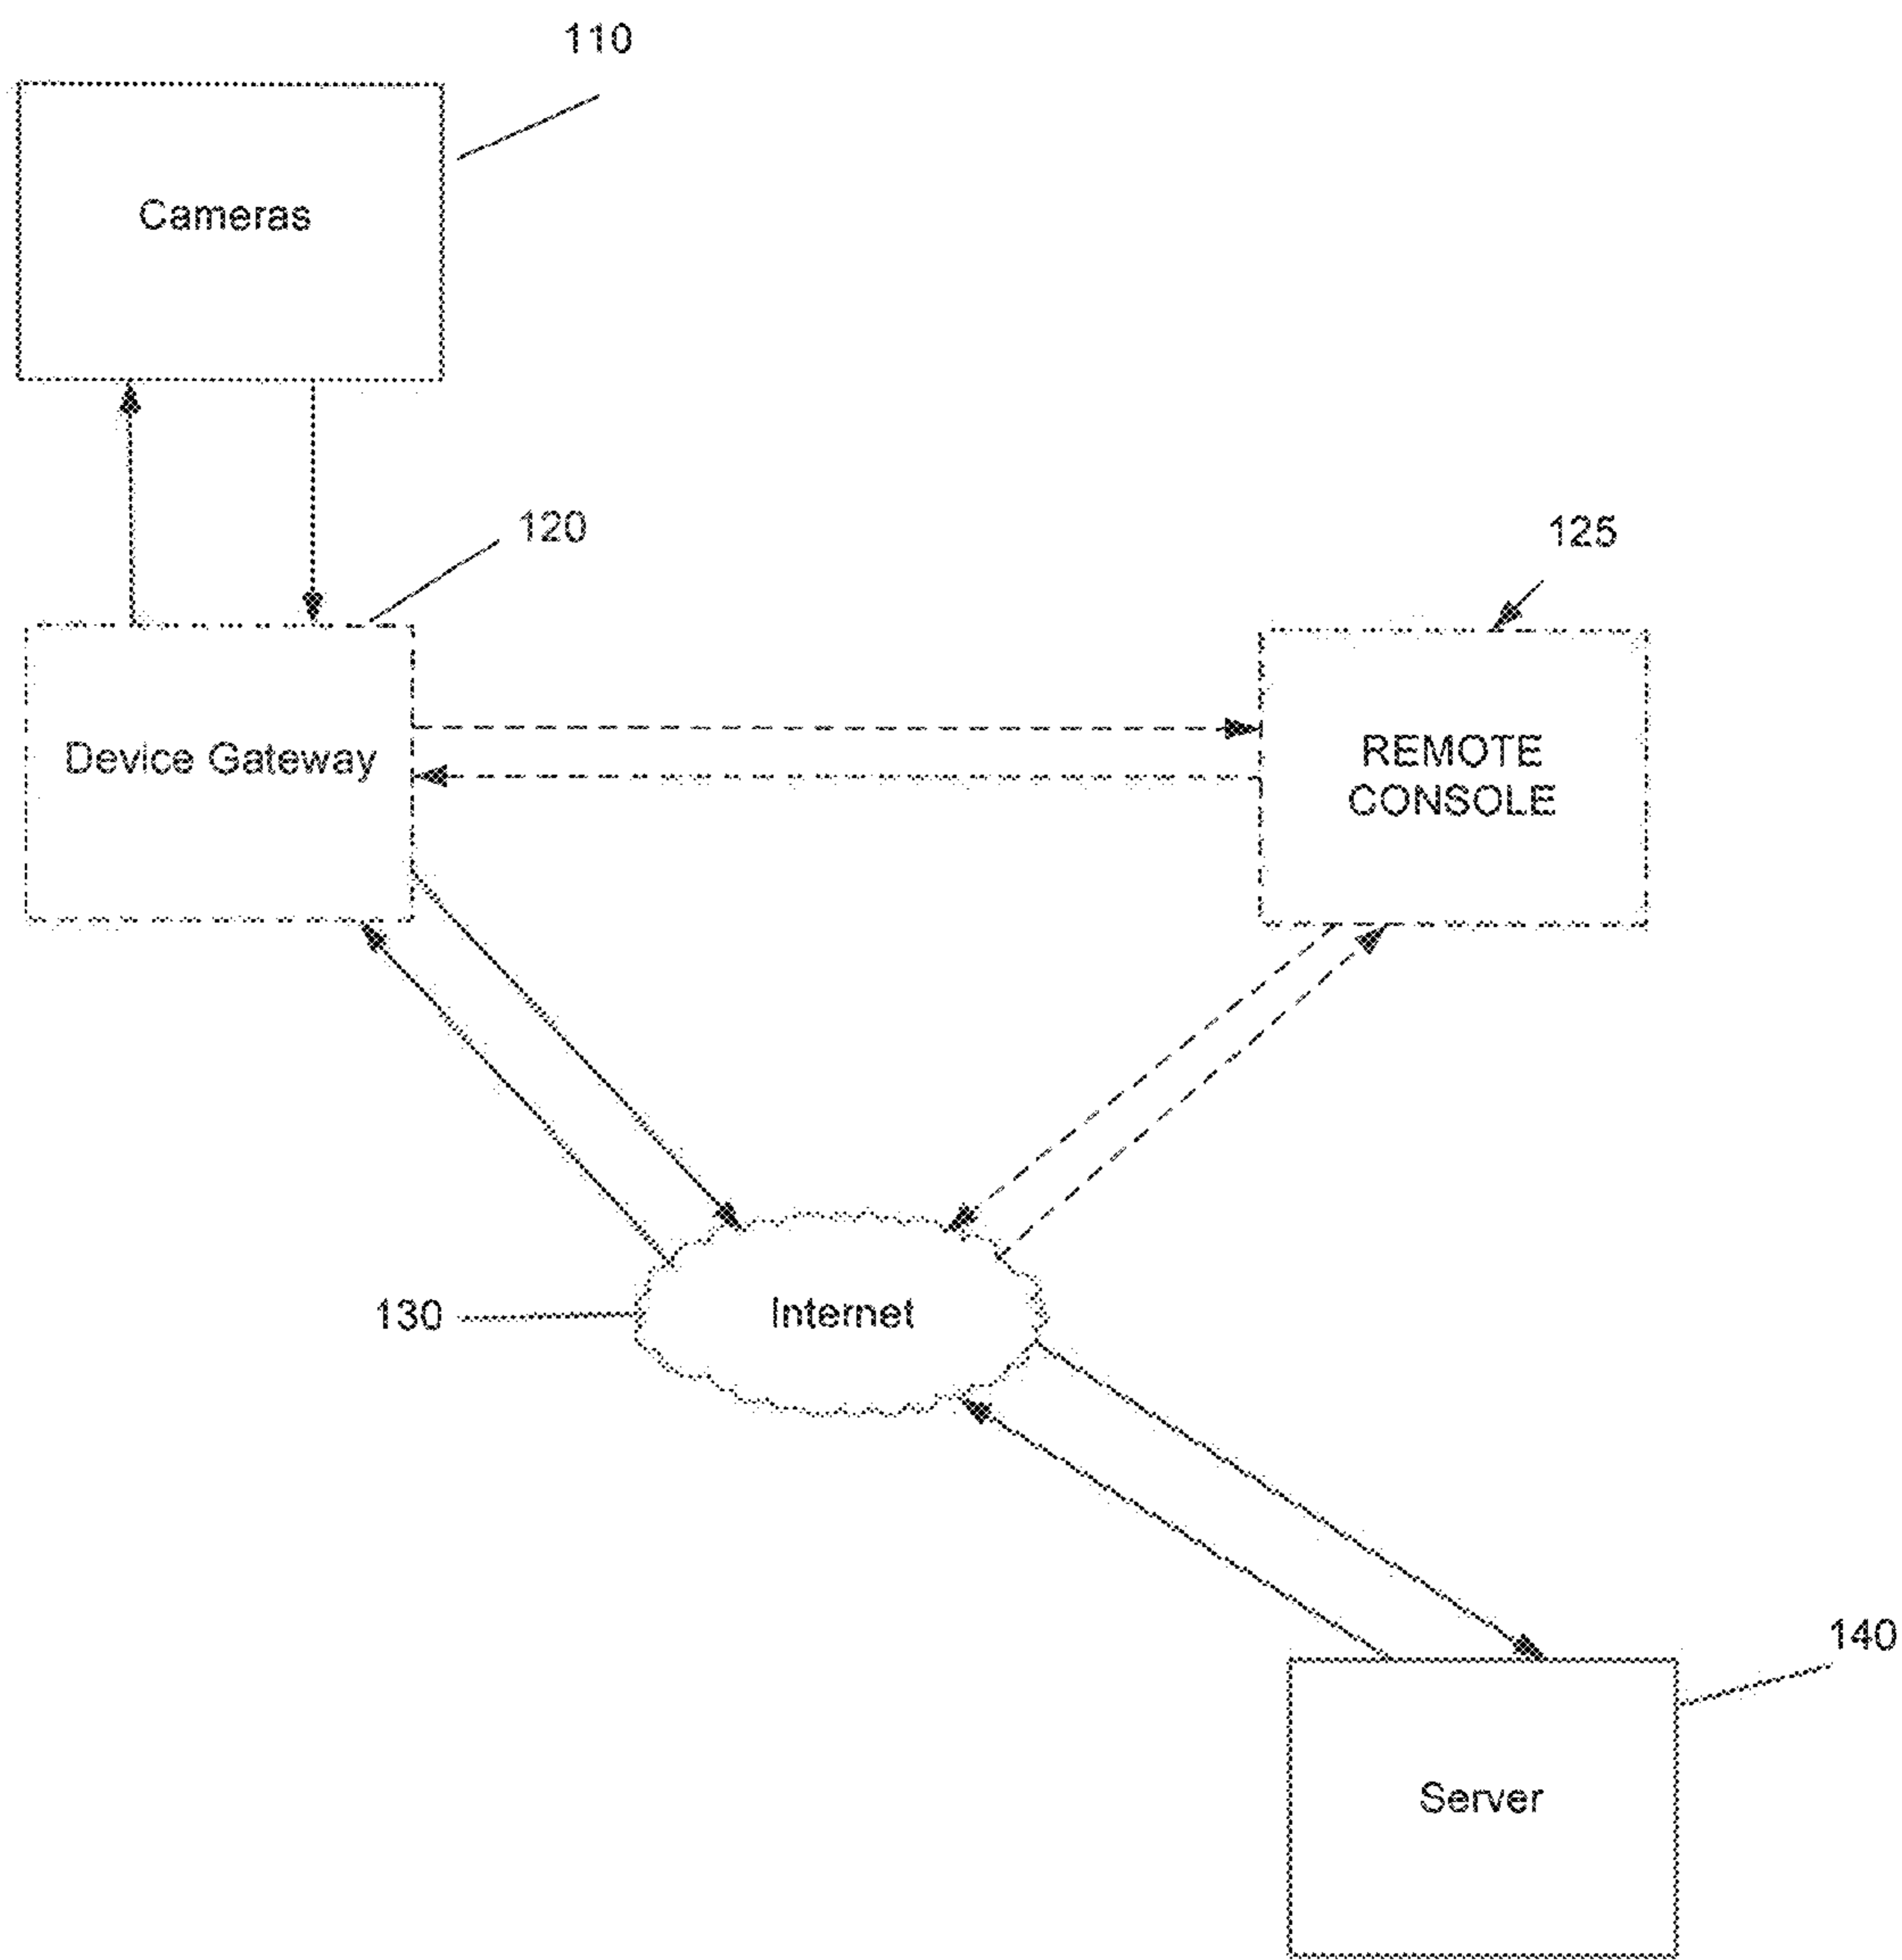 110
Cameras
120
125
Device Gateway
REMOTE
CONSOLE
130
Internet
140
Server